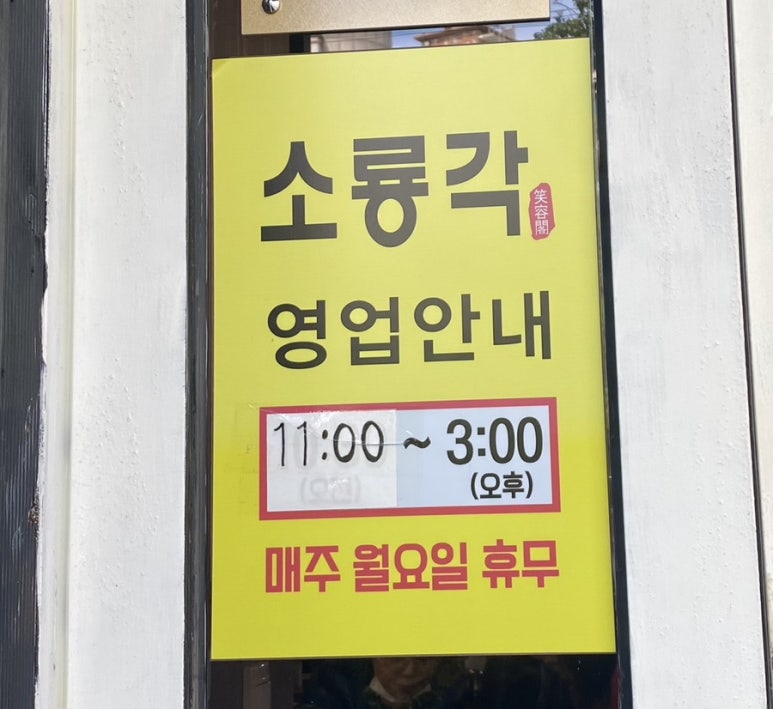 소룡각
笑容閣
영업안내
11:00 ~ 3:00
(오후)
매주 월요일 휴무